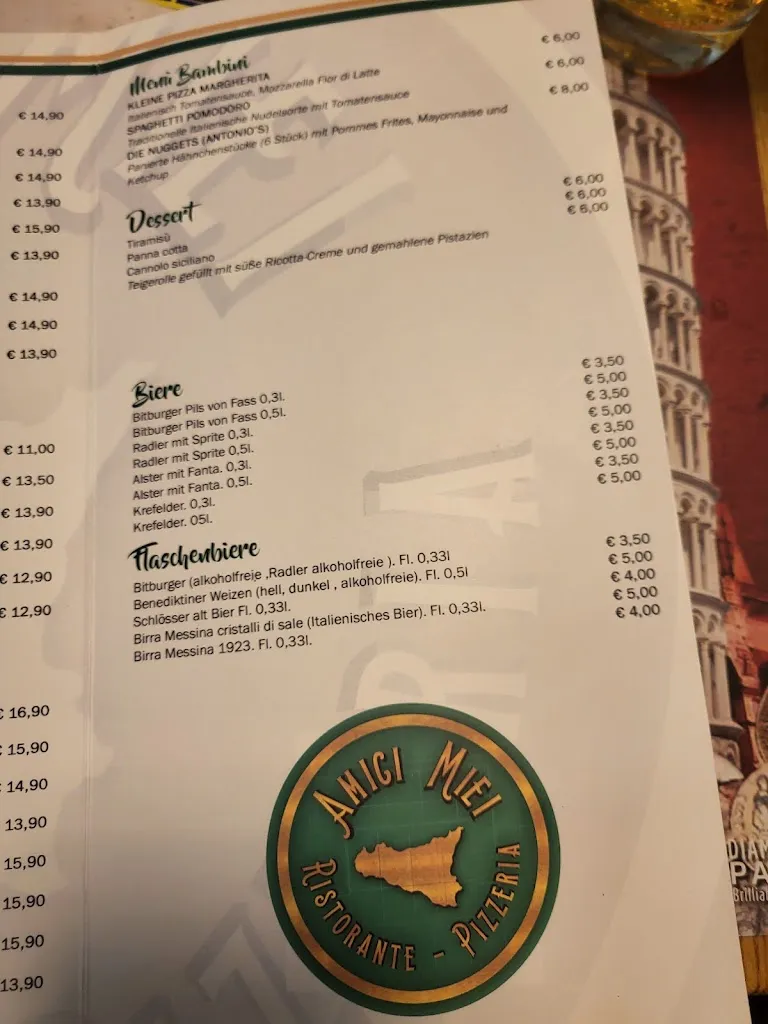 € 14,90
€ 14,90
€ 14,90
€ 13,90
€ 15,90
€ 13,90
€ 14,90
€ 14,90
€ 13,90
€ 11,00
€ 13,50
€ 13,90
€ 13,90
€ 12,90
€ 12,90
€ 16,90
€ 15,90
€ 14,90
13,90
15,90
15,90
15,90
13,90
Menù Bambini
KLEINE PIZZA MARGHERITA € 6,00
Italienisch Tomatensauce, Mozzarella Fior di Latte
SPAGHETTI POMODORO € 6,00
Traditionelle Italienische Nudelsorte mit Tomatensauce
DIE NUGGETS (ANTONIO'S) € 8,00
Panierte Hähnchenstücke (6 Stück) mit Pommes Frites, Mayonnaise und
Ketchup
Dessert
Tiramisù € 6,00
Panna cotta € 6,00
Cannolo siciliano € 6,00
Teigerolle gefüllt mit süße Ricotta-Creme und gemahlene Pistazien
Biere
Bitburger Pils von Fass 0,3l. € 3,50
Bitburger Pils von Fass 0,5l. € 5,00
Radler mit Sprite 0,3l. € 3,50
Radler mit Sprite 0,5l. € 5,00
Alster mit Fanta. 0,3l. € 3,50
Alster mit Fanta. 0,5l. € 5,00
Krefelder. 0,3l. € 3,50
Krefelder. 05l. € 5,00
Flaschenbiere
Bitburger (alkoholfreie ,Radler alkoholfreie ). Fl. 0,33l € 3,50
Benediktiner Weizen (hell, dunkel , alkoholfreie). Fl. 0,5l € 5,00
Schlösser alt Bier Fl. 0,33l. € 4,00
Birra Messina cristalli di sale (Italienisches Bier). Fl. 0,33l. € 5,00
Birra Messina 1923. Fl. 0,33l. € 4,00
AMICI MIEI
RISTORANTE - PIZZERIA